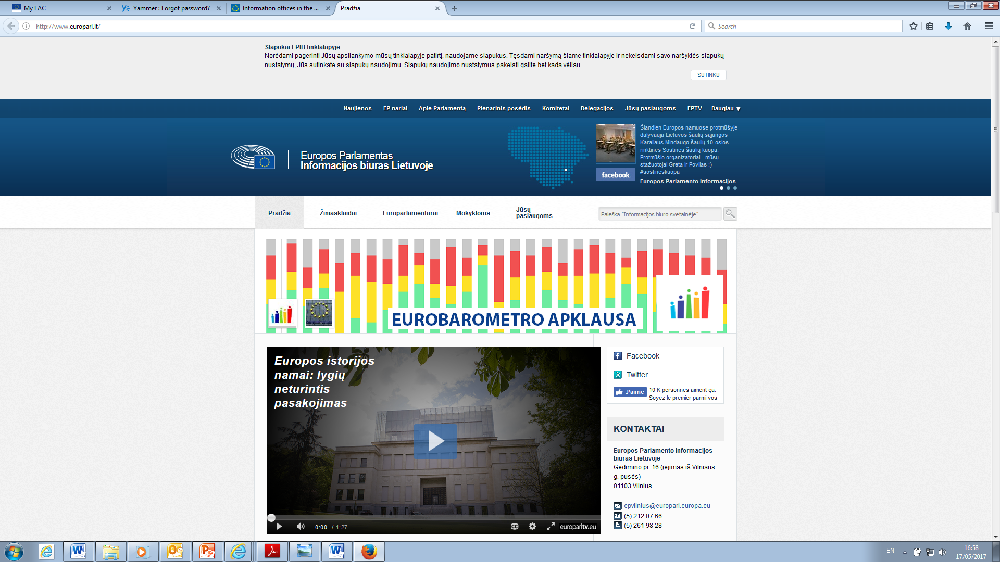 My EAC
Yammer : Forgot password?
Information offices in the ...
Pradžia
http://www.europarl.lt/
Search
Slapukai EPIB tinklalapyje
Norėdami pagerinti Jūsų apsilankymo mūsų tinklalapyje patirtį, naudojame slapukus. Tęsdami naršymą šiame tinklalapyje ir nekeisdami savo naršyklės slapukų
nustatymų, Jūs sutinkate su slapukų naudojimu. Slapukų naudojimo nustatymus pakeisti galite bet kada vėliau.
SUTINKU
Naujienos EP nariai Apie Parlamentą Plenarinis posėdis Komitetai Delegacijos Jūsų paslaugoms EPTV Daugiau ▼
Europos Parlamentas
Informacijos biuras Lietuvoje
facebook
Šiandien Europos namuose protmūšyje
dalyvauja Lietuvos šaulių sąjungos
Karaliaus Mindaugo šaulių 10-osios
rinktinės Sostinės šaulių kuopa.
Protmūšio organizatoriai - mūsų
stažuotojai Greta ir Povilas :)
#sostineskuopa
Europos Parlamento Informacijos
Pradžia
Žiniasklaidai
Europarlamentarai
Mokykloms
Jūsų
paslaugoms
Paieška "Informacijos biuro svetainėje"
EUROBAROMETRO APKLAUSA
Europos istorijos
namai: lygių
neturintis
pasakojimas
0:00 / 1:27
CC
europarltv.eu
Facebook
Twitter
J'aime
10 K personnes aiment ça.
Soyez le premier parmi vos
KONTAKTAI
Europos Parlamento Informacijos
biuras Lietuvoje
Gedimino pr. 16 (įėjimas iš Vilniaus
g. pusės)
01103 Vilnius
epvilnius@europarl.europa.eu
(5) 212 07 66
(5) 261 98 28
EN
16:58
17/05/2017